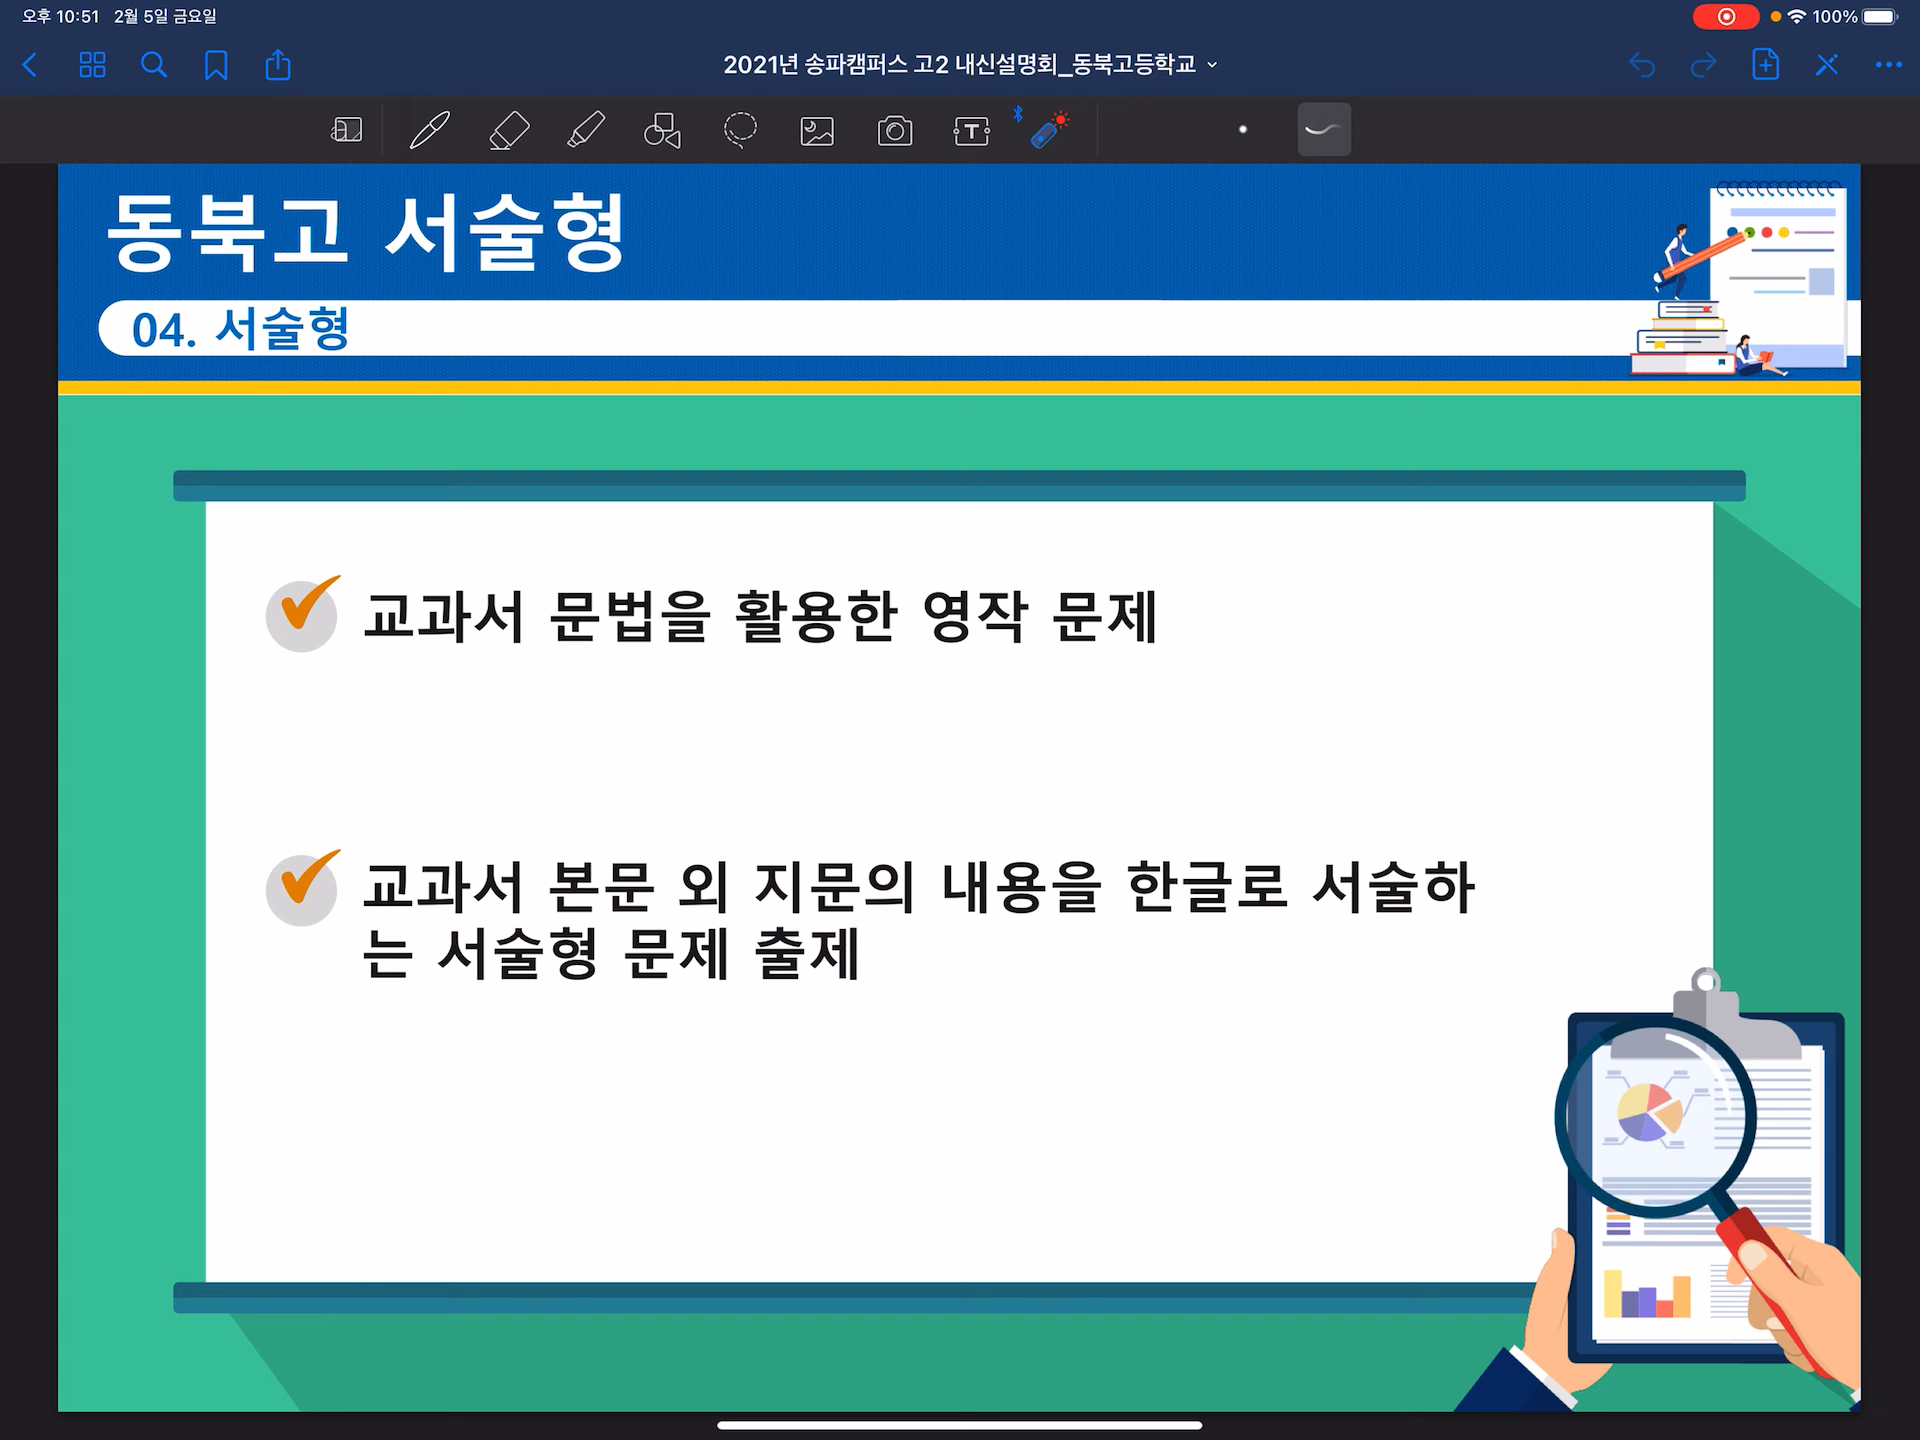 오후 10:51 2월 5일 금요일
100%
2021년 송파캠퍼스 고2 내신설명회_동북고등학교
동북고 서술형
04. 서술형
교과서 문법을 활용한 영작 문제
교과서 본문 외 지문의 내용을 한글로 서술하
는 서술형 문제 출제